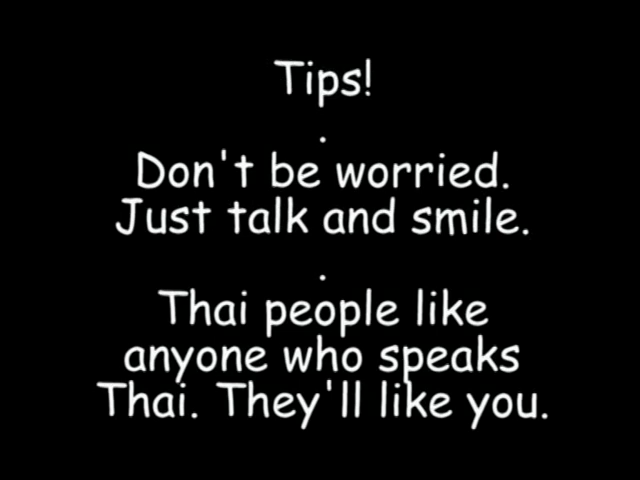 Tips!
.
Don't be worried.
Just talk and smile.
.
Thai people like
anyone who speaks
Thai. They'll like you.